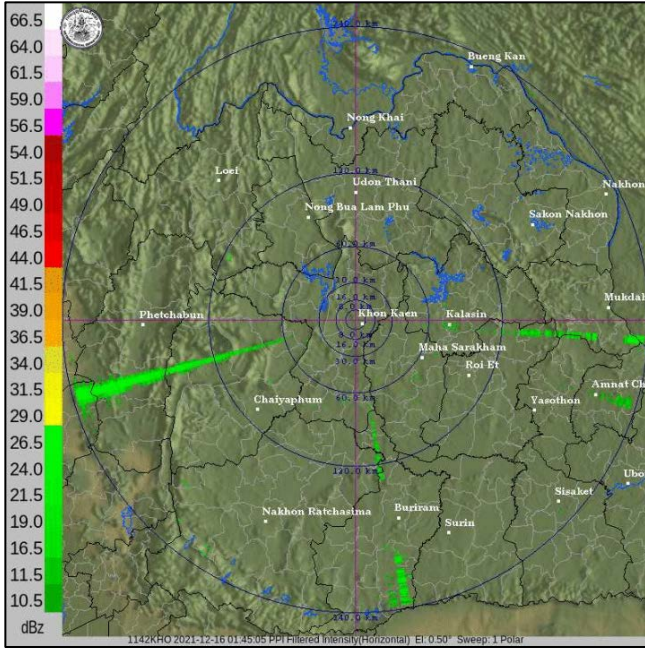 66.5
64.0
61.5
59.0
56.5
54.0
51.5
49.0
46.5
44.0
41.5
39.0
36.5
34.0
31.5
29.0
26.5
24.0
21.5
19.0
16.5
11.5
10.5
dBz
240.0 km
Bueng Kan
Nong Khai
Loei
Udon Thani
Nakhon
Nong Bua Lam Phu
Sakon Nakhon
Mukdah
Khon Kaen
Kalasin
Phetchabun
16.0 km
Maha Sarakham
30.0 km
Roi Et
Amnat Ch
Chaiyaphum
60.0 km
Yasothon
120.0 km
Ubo
Sisaket
Nakhon Ratchasima
Buriram
Surin
240.0 km
1142KHO 2021-12-16 01:45:05 PPI Filtered Intensity(Horizontal) El: 0.50° Sweep: 1 Polar